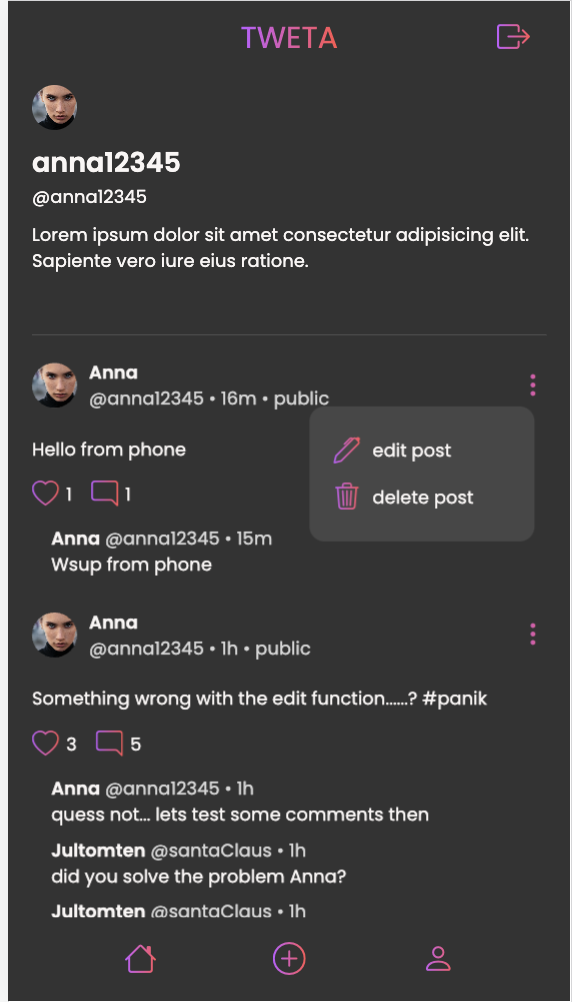 TWETA
anna12345
@anna12345
Lorem ipsum dolor sit amet consectetur adipisicing elit.
Sapiente vero iure eius ratione.
Anna
@anna12345 • 16m • public
Hello from phone
edit post
1 1
delete post
Anna @anna12345 • 15m
Wsup from phone
Anna
@anna12345 • 1h • public
Something wrong with the edit function......? #panik
3 5
Anna @anna12345 • 1h
quess not... lets test some comments then
Jultomten @santaClaus • 1h
did you solve the problem Anna?
Jultomten @santaClaus • 1h